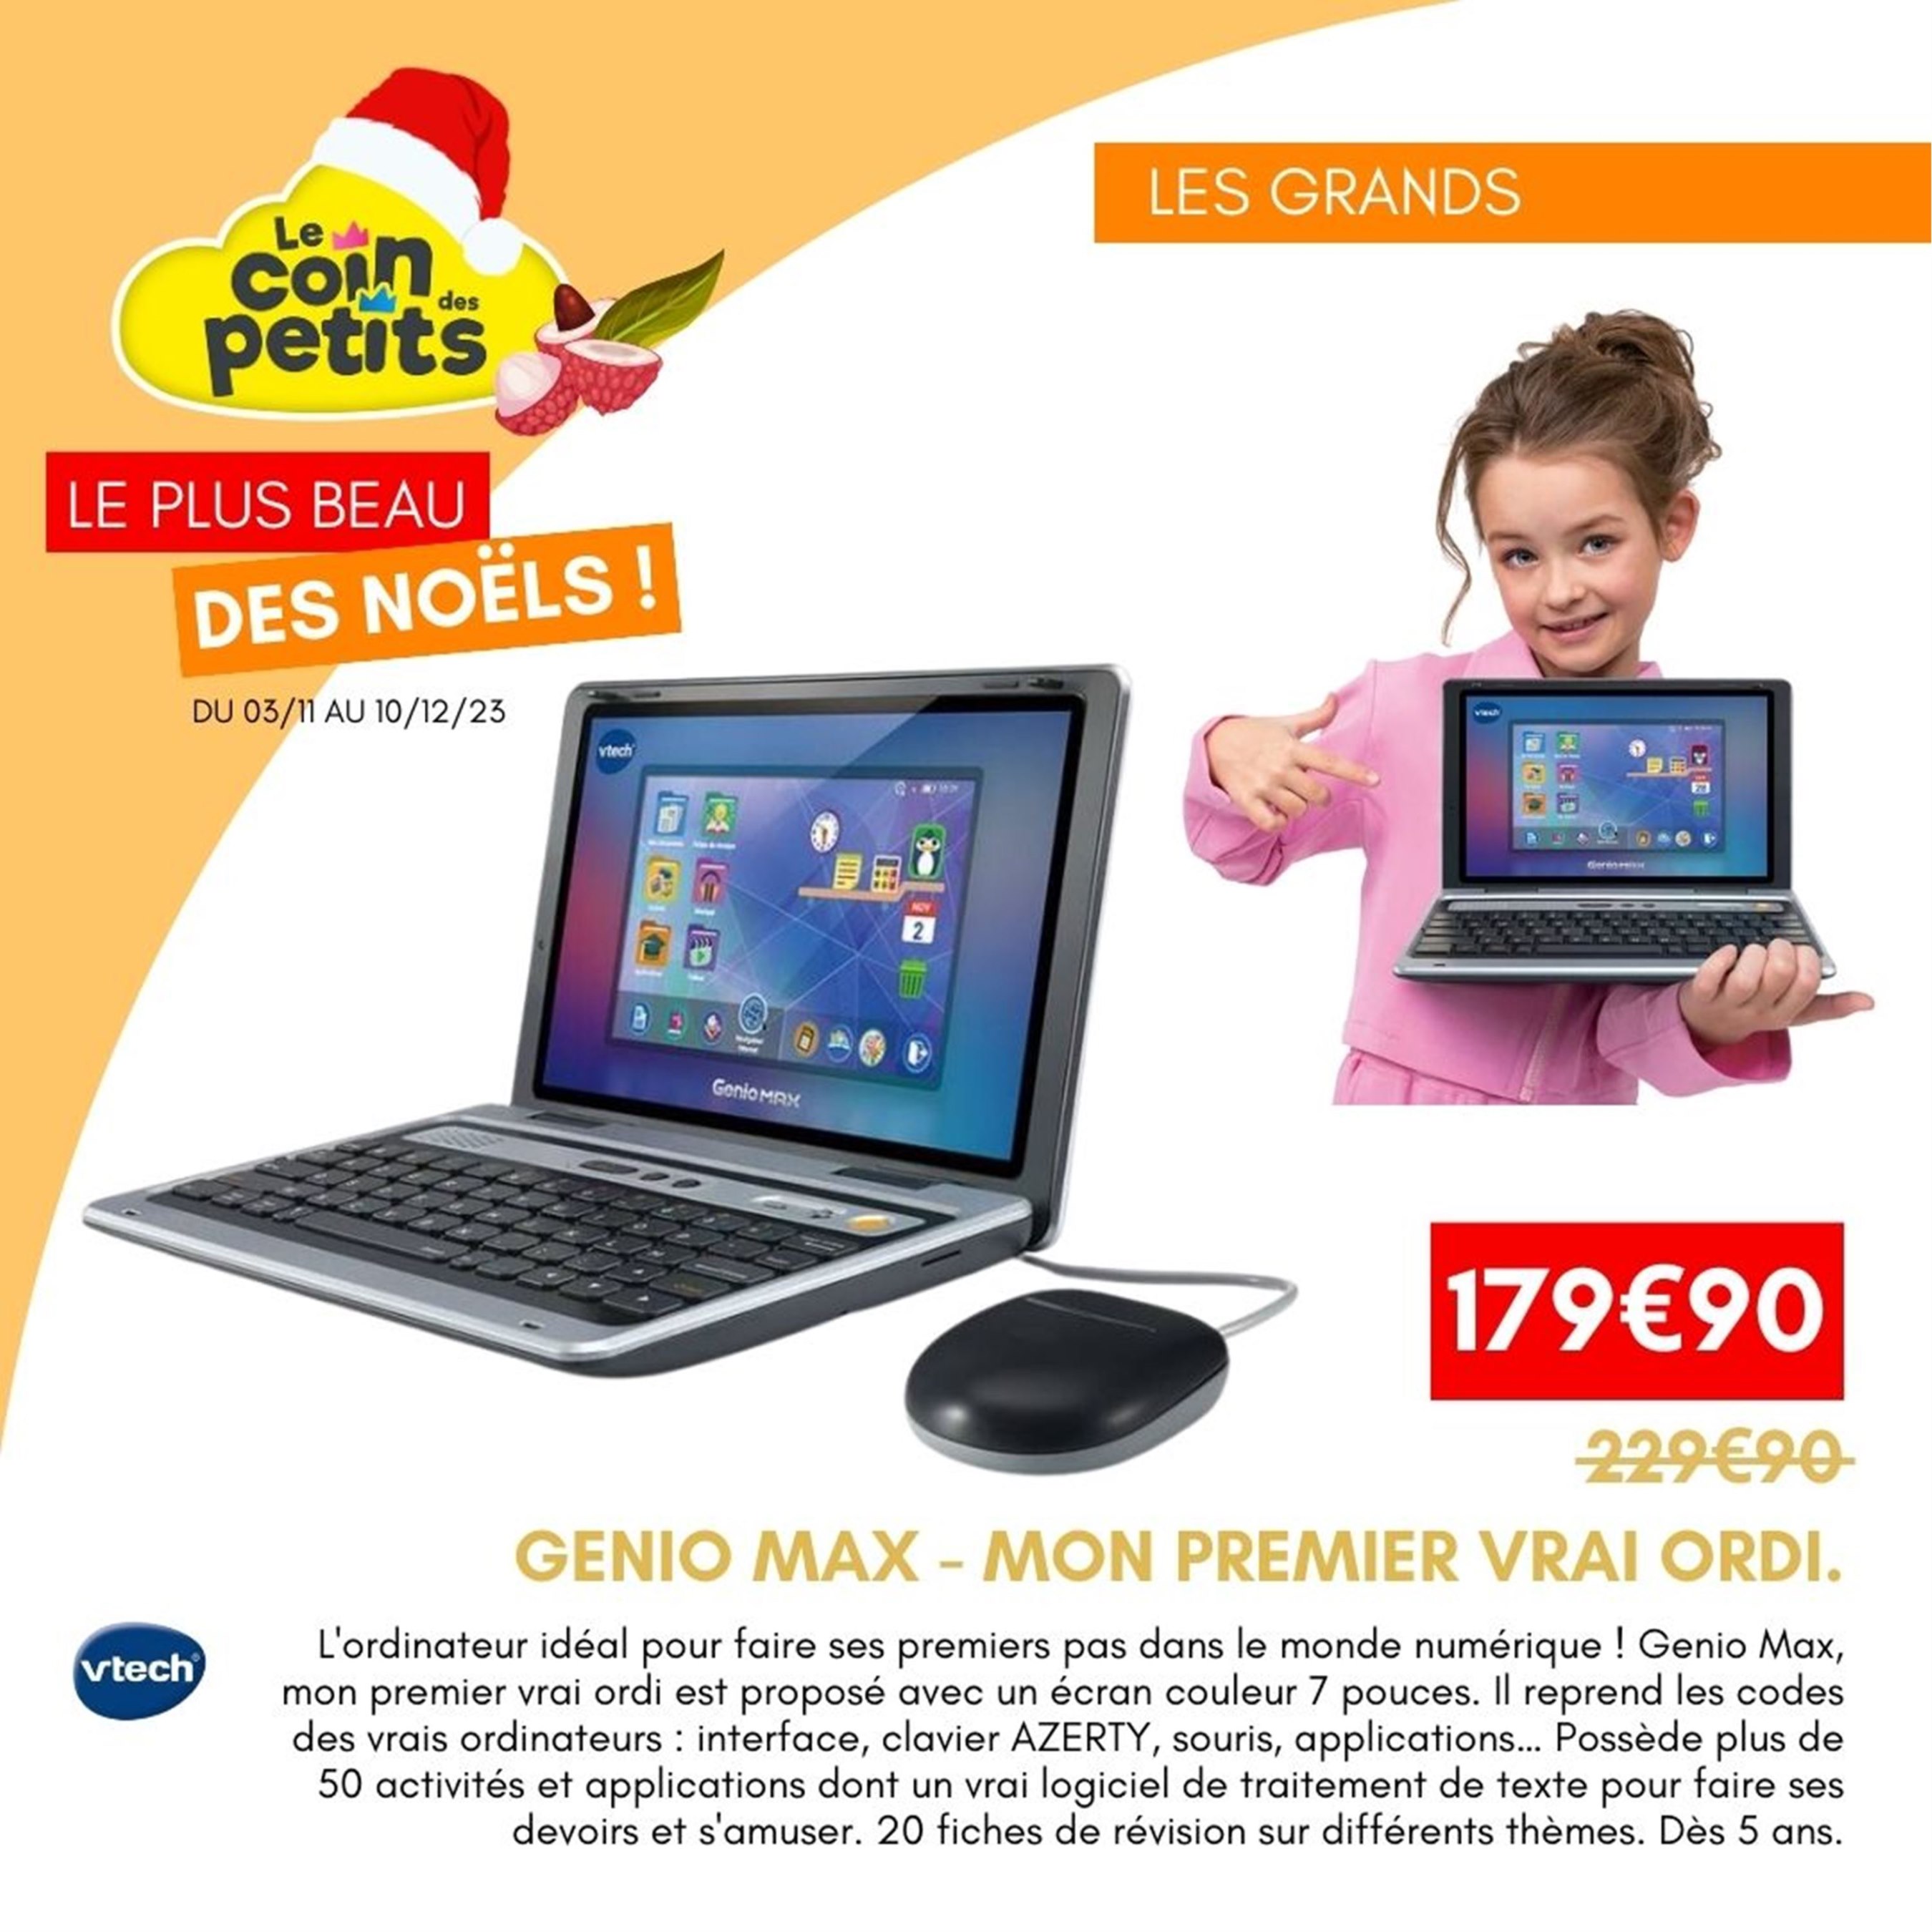 Le
coin
des
petits
LES GRANDS
LE PLUS BEAU
DES NOËLS !
DU 03/11 AU 10/12/23
vtech
NOV
2
Genio MAX
vtech
Genio MAX
179€90
229€90
GENIO MAX - MON PREMIER VRAI ORDI.
vtech
L'ordinateur idéal pour faire ses premiers pas dans le monde numérique ! Genio Max,
mon premier vrai ordi est proposé avec un écran couleur 7 pouces. Il reprend les codes
des vrais ordinateurs : interface, clavier AZERTY, souris, applications... Possède plus de
50 activités et applications dont un vrai logiciel de traitement de texte pour faire ses
devoirs et s'amuser. 20 fiches de révision sur différents thèmes. Dès 5 ans.